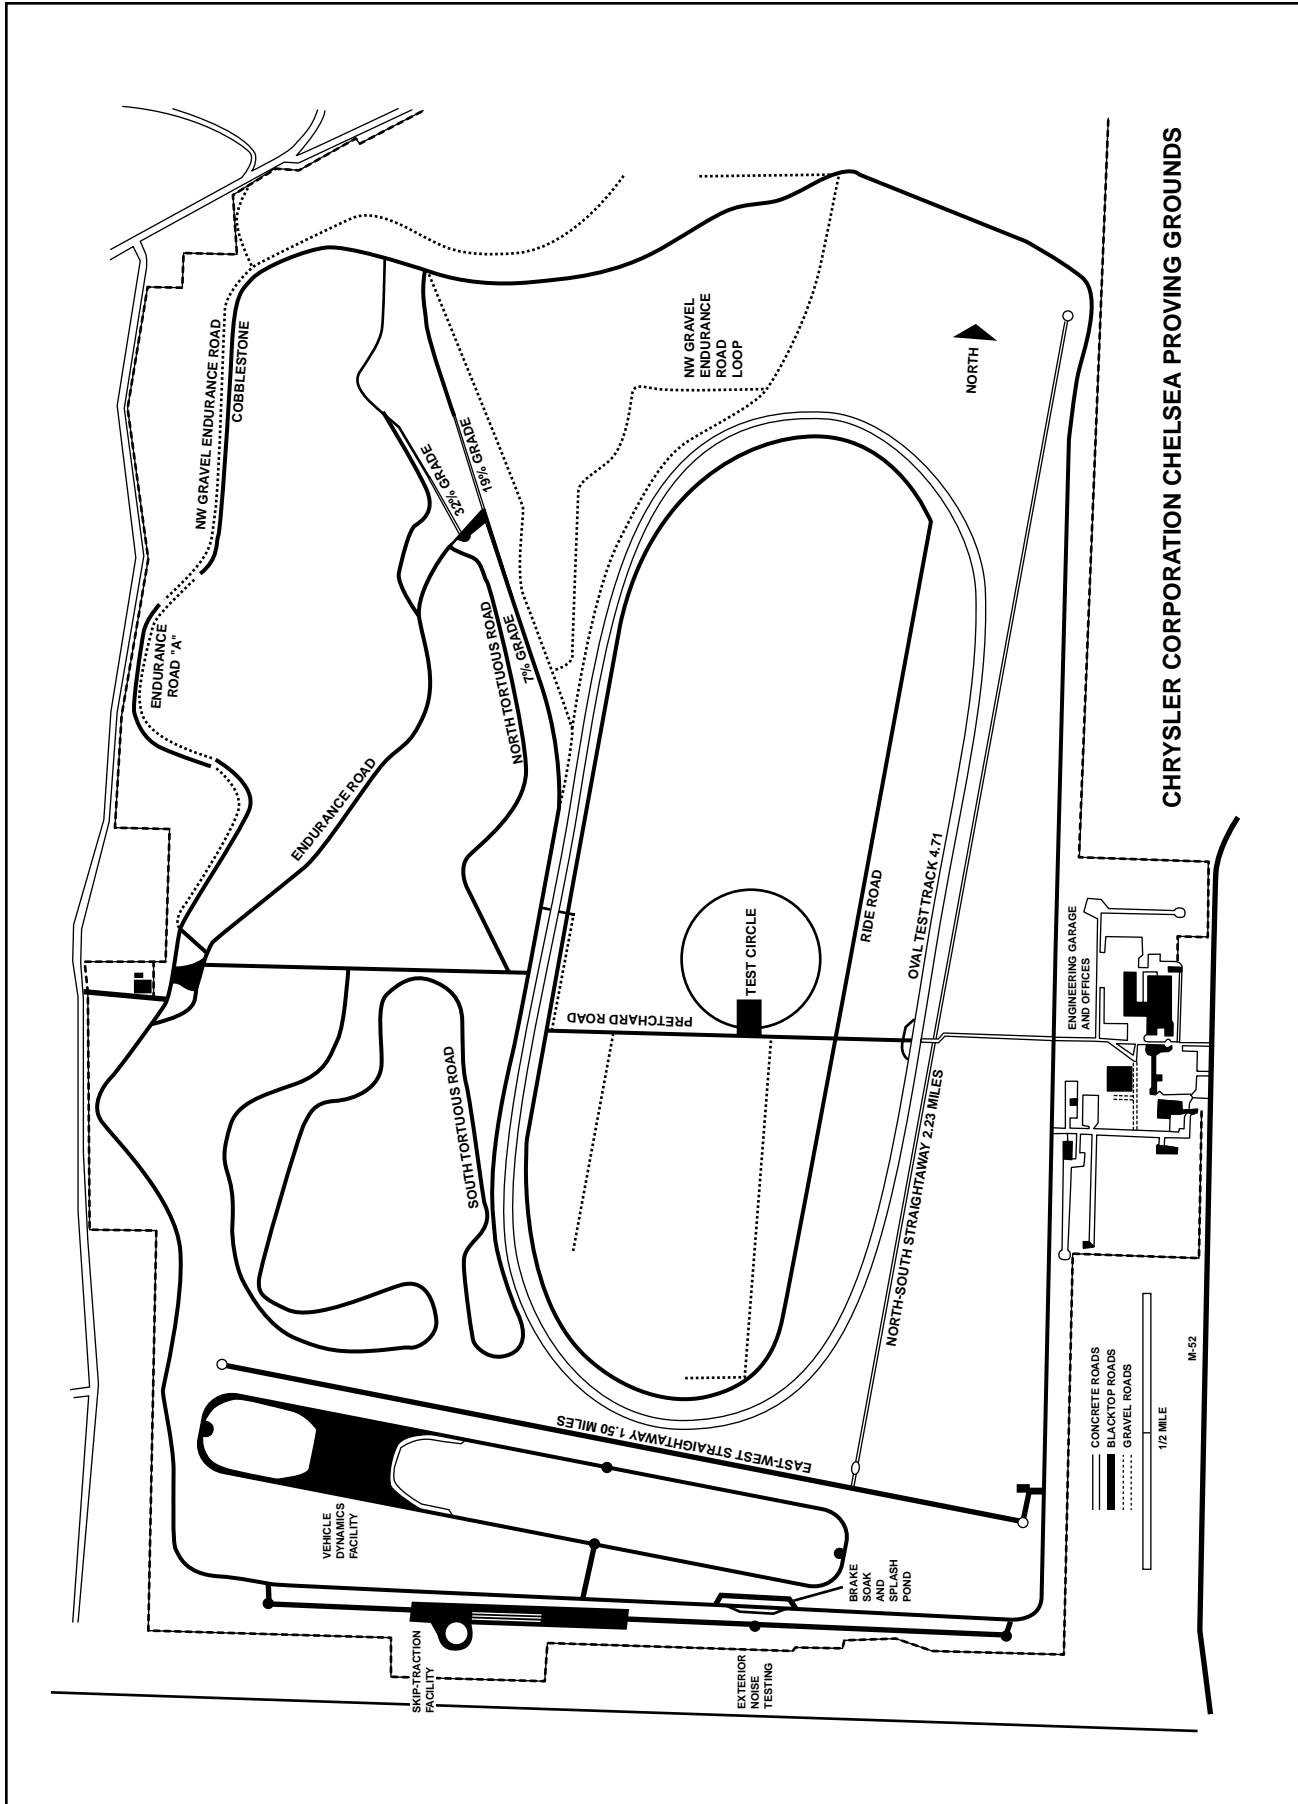 CHRYSLER CORPORATION CHELSEA PROVING GROUNDS
NW GRAVEL ENDURANCE ROAD
COBBLESTONE
ENDURANCE
ROAD "A"
ENDURANCE ROAD
32% GRADE
19% GRADE
7% GRADE
NORTH TORTUOUS ROAD
NW GRAVEL
ENDURANCE
ROAD
LOOP
NORTH
SOUTH TORTUOUS ROAD
PRETCHARD ROAD
TEST CIRCLE
RIDE ROAD
OVAL TEST TRACK 4.71
NORTH-SOUTH STRAIGHTAWAY 2.23 MILES
EAST-WEST STRAIGHTAWAY 1.50 MILES
ENGINEERING GARAGE
AND OFFICES
VEHICLE
DYNAMICS
FACILITY
SKIP-TRACTION
FACILITY
EXTERIOR
NOISE
TESTING
BRAKE
SOAK
AND
SPLASH
POND
CONCRETE ROADS
BLACKTOP ROADS
GRAVEL ROADS
1/2 MILE
M-52